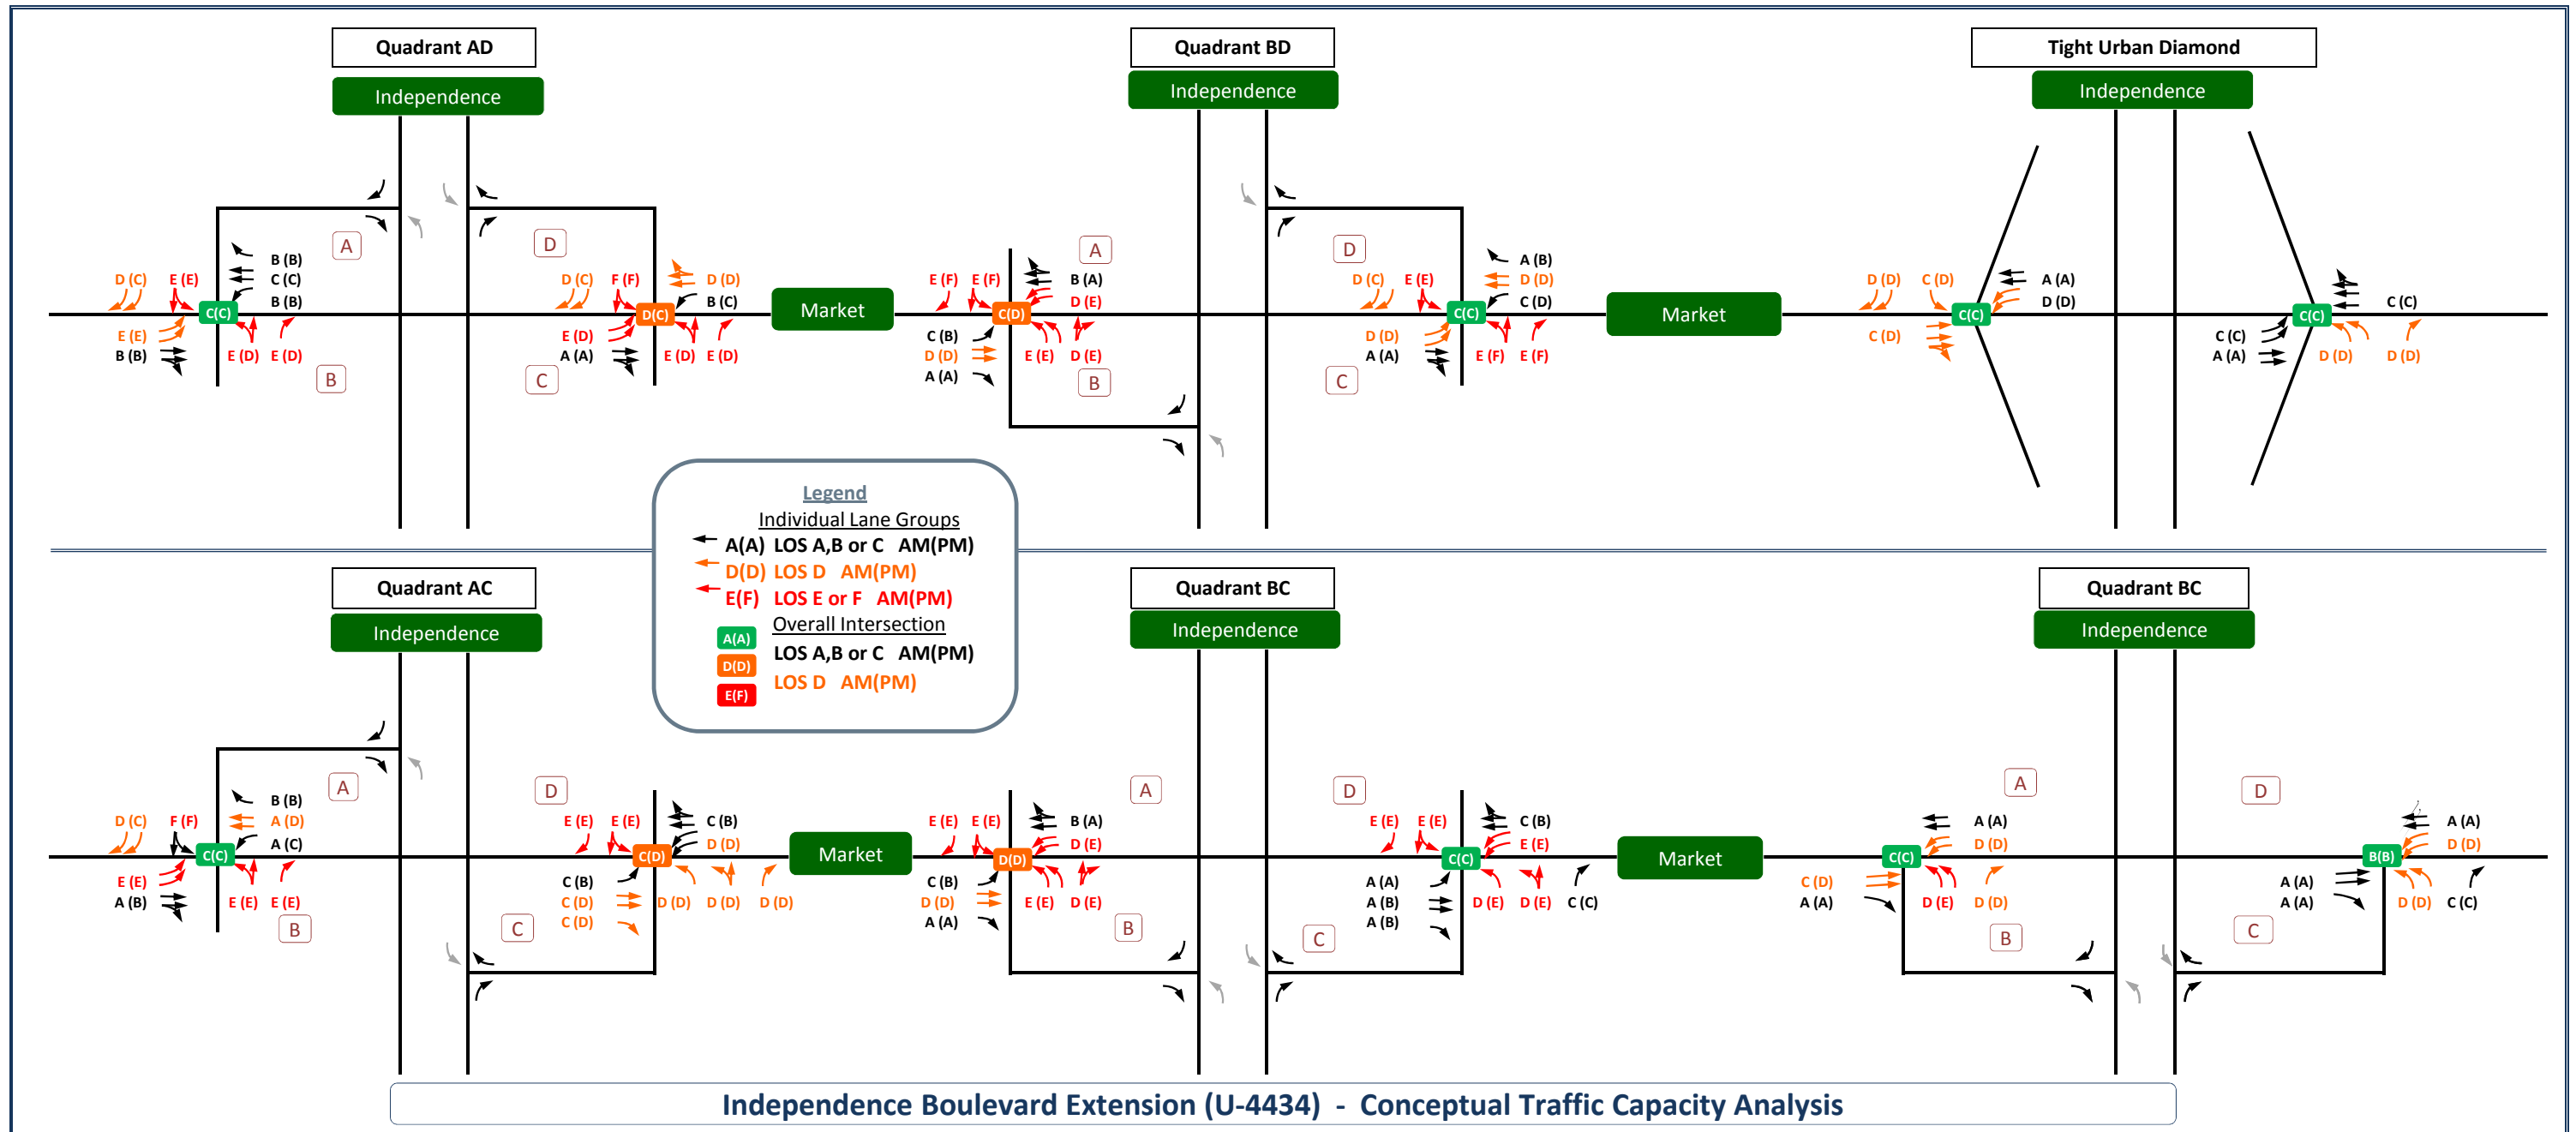 Quadrant AD
Independence
A
D
B (B)
C (C)
B (B)
D (C)
E (E)
C(C)
E (E)
B (B)
E (D)
E (D)
B
D (C)
F (F)
D (D)
B (C)
D(C)
E (D)
A (A)
E (D)
E (D)
C
Market
Quadrant BD
Independence
A
D
E (F)
E (F)
B (A)
D (E)
C(D)
C (B)
D (D)
A (A)
E (E)
D (E)
B
D (C)
E (E)
A (B)
D (D)
C (D)
C(C)
D (D)
A (A)
E (F)
E (F)
C
Market
Tight Urban Diamond
Independence
D (D)
C (D)
A (A)
D (D)
C(C)
C (D)
C (C)
C(C)
C (C)
A (A)
D (D)
D (D)
Legend
Individual Lane Groups
A(A) LOS A,B or C AM(PM)
D(D) LOS D AM(PM)
E(F) LOS E or F AM(PM)
Overall Intersection
A(A)
LOS A,B or C AM(PM)
D(D)
LOS D AM(PM)
E(F)
Quadrant AC
Independence
A
D
D (C)
F (F)
B (B)
A (D)
A (C)
C(C)
E (E)
A (B)
E (E)
E (E)
B
E (E)
E (E)
C (B)
D (D)
C(D)
C (B)
C (D)
C (D)
D (D)
D (D)
D (D)
C
Market
Quadrant BC
Independence
A
D
E (E)
E (E)
B (A)
D (E)
D(D)
C (B)
D (D)
A (A)
E (E)
D (E)
B
E (E)
E (E)
C (B)
E (E)
C(C)
A (A)
A (B)
A (B)
D (E)
D (E)
C (C)
C
Market
Quadrant BC
Independence
A
D
A (A)
D (D)
C(C)
C (D)
A (A)
D (E)
D (D)
B
A (A)
D (D)
B(B)
A (A)
A (A)
D (D)
C (C)
C
Independence Boulevard Extension (U-4434) - Conceptual Traffic Capacity Analysis